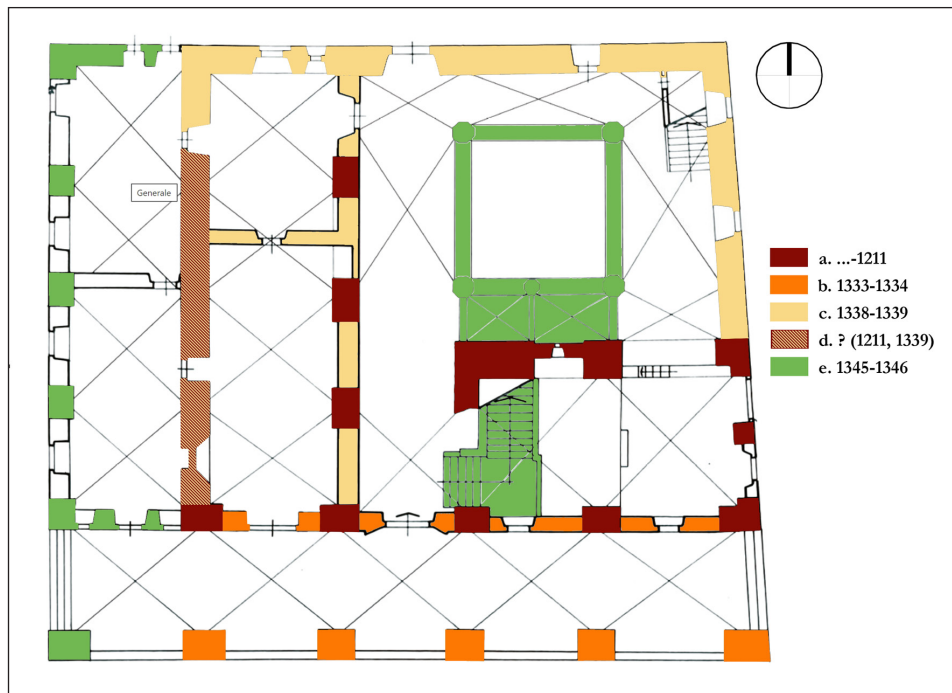 Generale
a. ...-1211
b. 1333-1334
c. 1338-1339
d. ? (1211, 1339)
e. 1345-1346